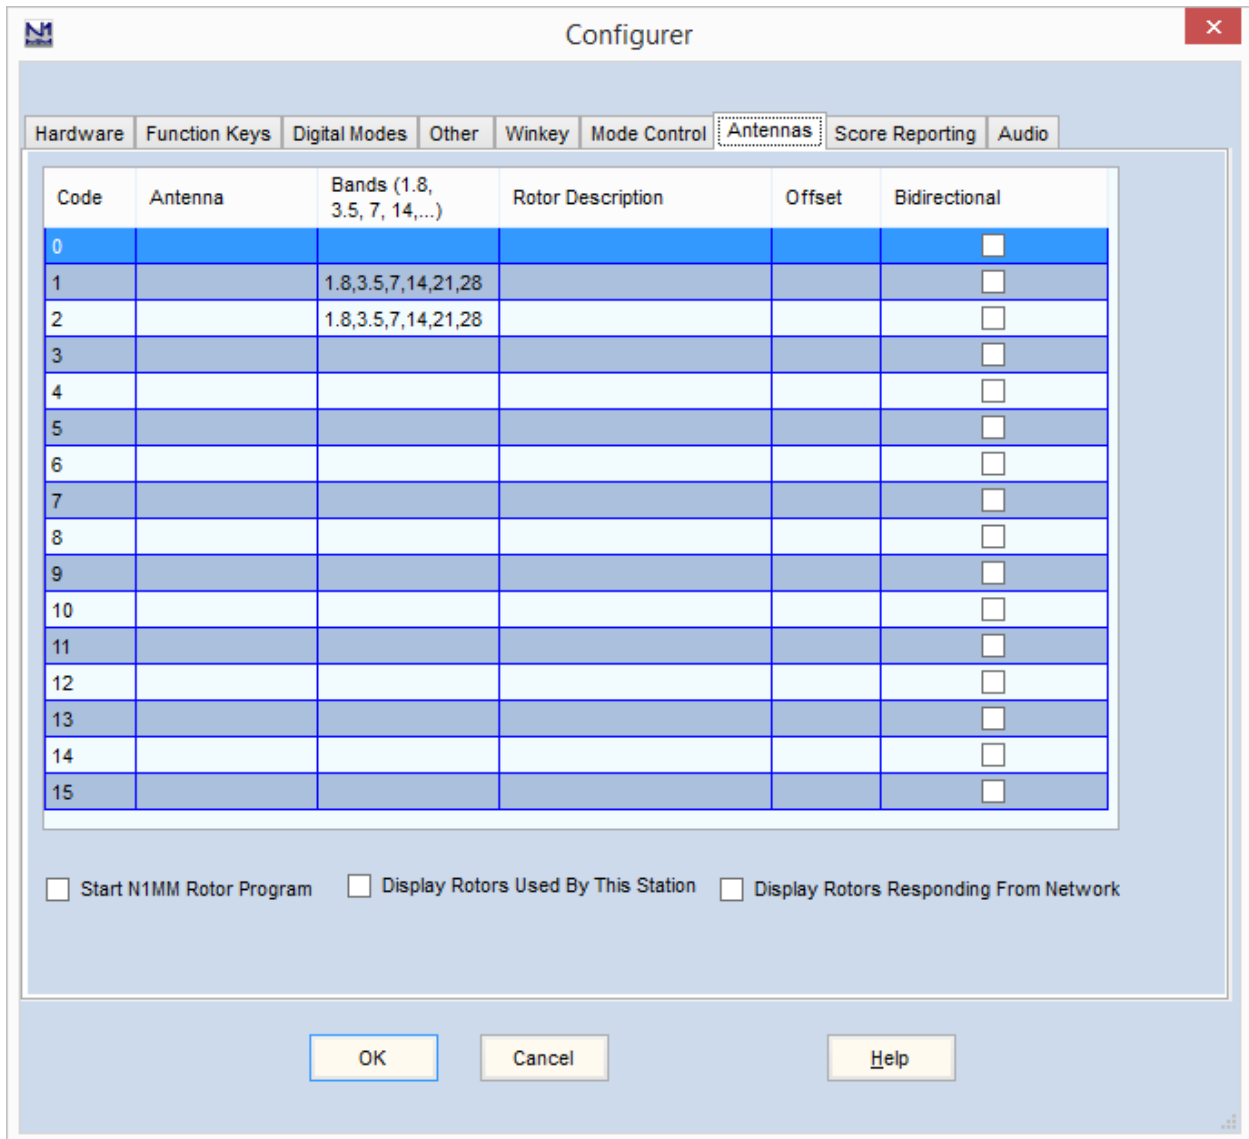 N1
Configurer
Hardware Function Keys Digital Modes Other Winkey Mode Control Antennas Score Reporting Audio
Code Antenna Bands (1.8, 3.5, 7, 14,...) Rotor Description Offset Bidirectional
0
1 1.8,3.5,7,14,21,28
2 1.8,3.5,7,14,21,28
3
4
5
6
7
8
9
10
11
12
13
14
15
Start N1MM Rotor Program Display Rotors Used By This Station Display Rotors Responding From Network
OK Cancel Help